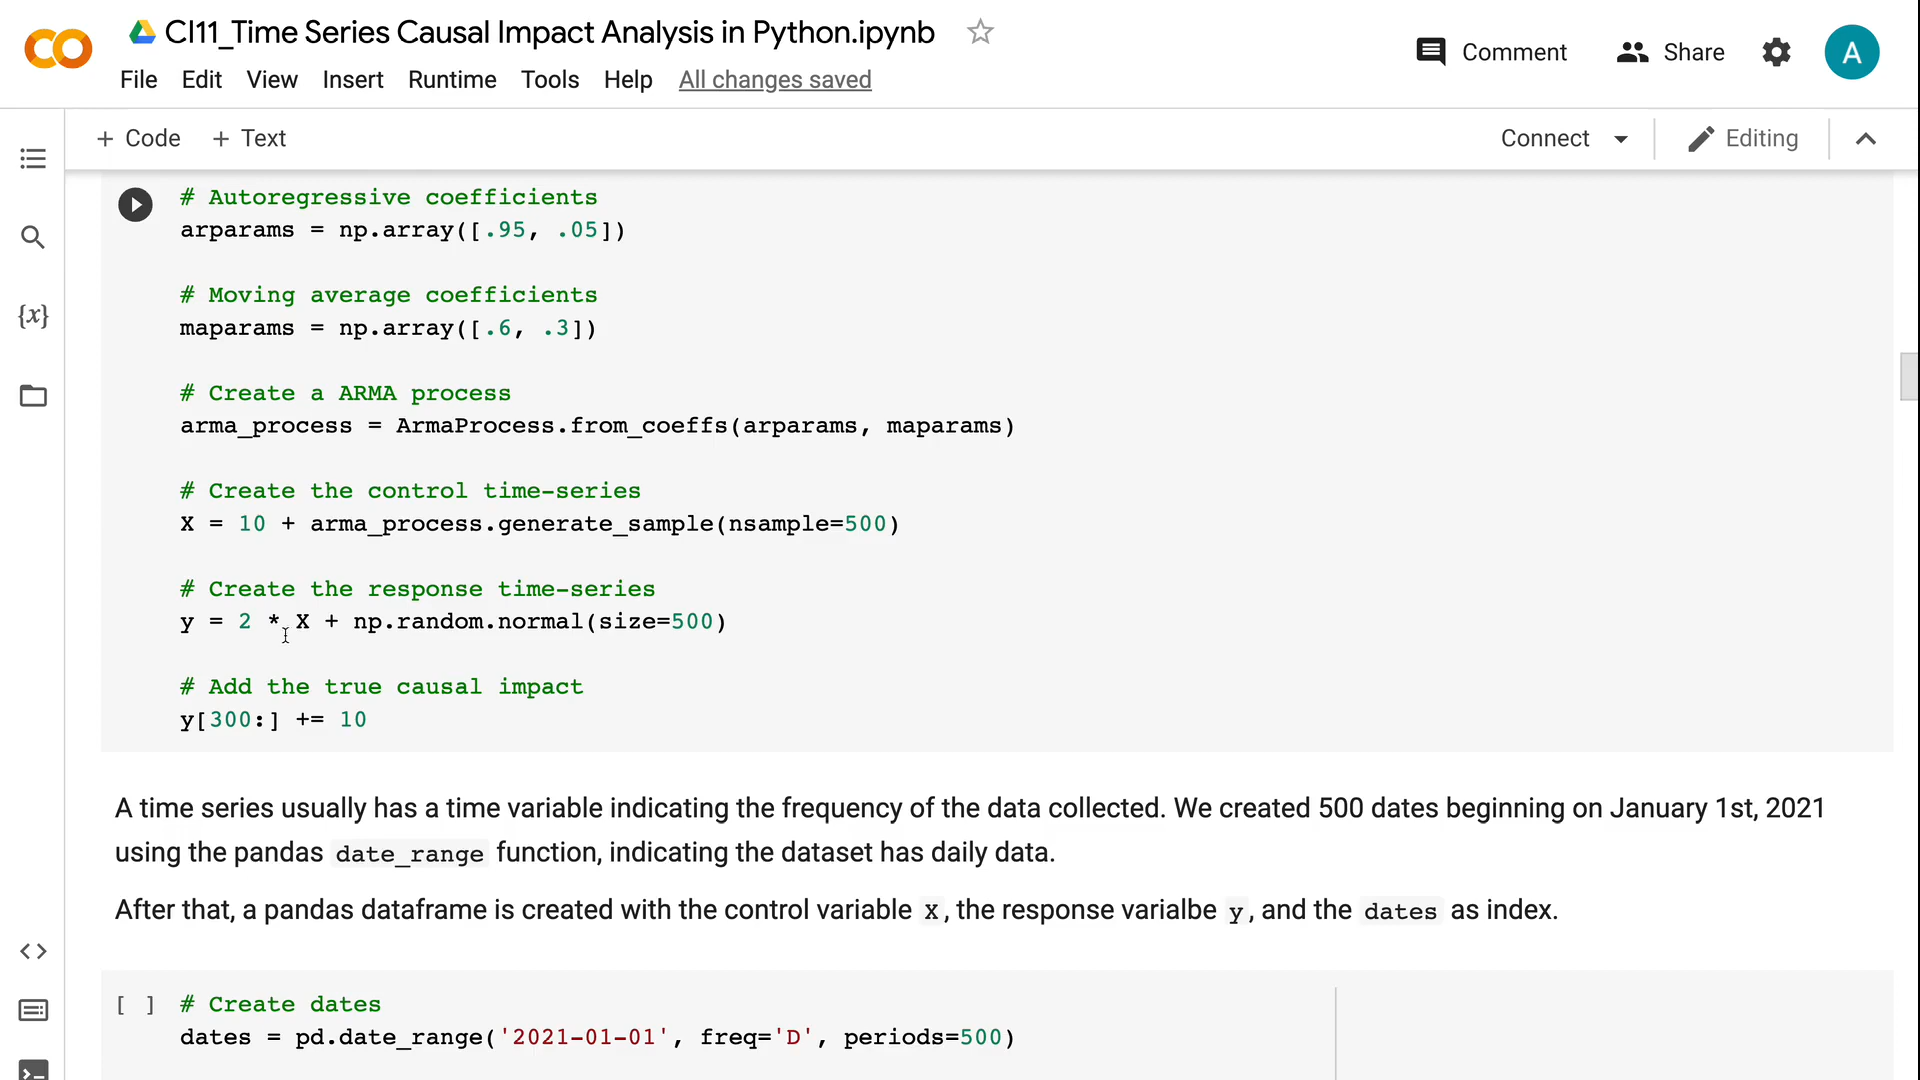 CI11_Time Series Causal Impact Analysis in Python.ipynb
File Edit View Insert Runtime Tools Help All changes saved
Comment Share A
+ Code + Text
Connect Editing
# Autoregressive coefficients
arparams = np.array([.95, .05])
# Moving average coefficients
maparams = np.array([.6, .3])
# Create a ARMA process
arma_process = ArmaProcess.from_coeffs(arparams, maparams)
# Create the control time-series
X = 10 + arma_process.generate_sample(nsample=500)
# Create the response time-series
y = 2 * X + np.random.normal(size=500)
# Add the true causal impact
y[300:] += 10
A time series usually has a time variable indicating the frequency of the data collected. We created 500 dates beginning on January 1st, 2021
using the pandas date_range function, indicating the dataset has daily data.
After that, a pandas dataframe is created with the control variable X, the response varialbe y, and the dates as index.
[ ] # Create dates
dates = pd.date_range('2021-01-01', freq='D', periods=500)